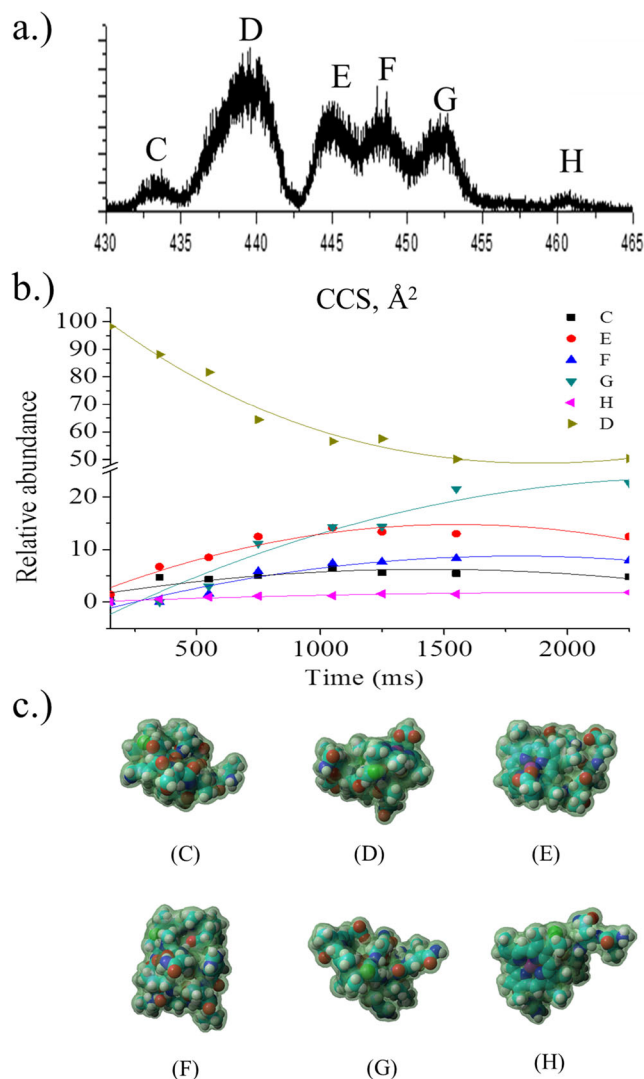 a.)
C D E F G H
430 435 440 445 450 455 460 465
CCS, Å²
b.)
100
90
80
70
60
50
20
10
0
Relative abundance
C
E
F
G
H
D
500 1000 1500 2000
Time (ms)
c.)
(C) (D) (E)
(F) (G) (H)